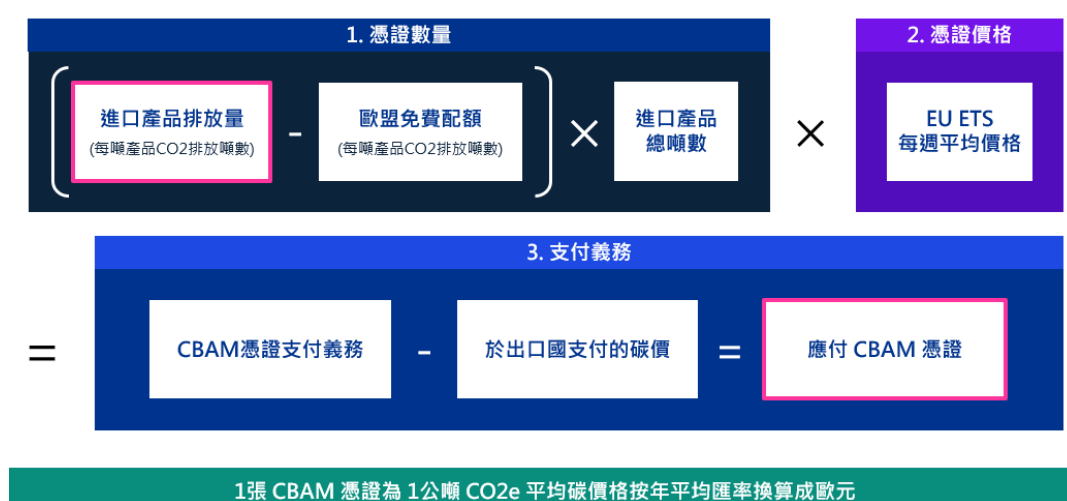 1. 憑證數量
2. 憑證價格
進口產品排放量
(每噸產品CO2排放噸數)
-
歐盟免費配額
(每噸產品CO2排放噸數)
×
進口產品
總噸數
×
EU ETS
每週平均價格
3. 支付義務
=
CBAM憑證支付義務
-
於出口國支付的碳價
=
應付 CBAM 憑證
1張 CBAM 憑證為 1公噸 CO2e 平均碳價格按年平均匯率換算成歐元